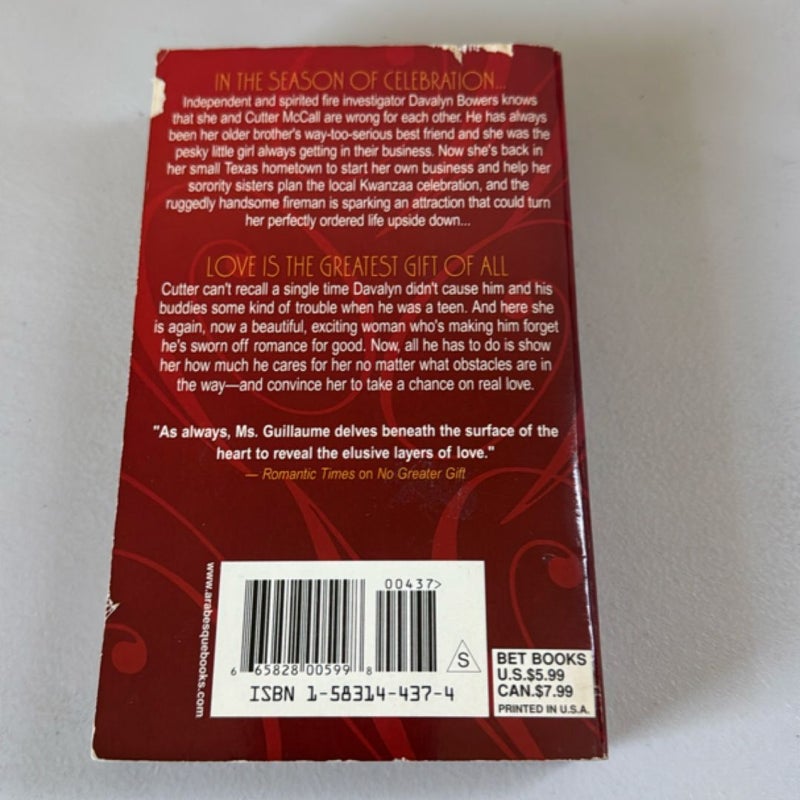 IN THE SEASON OF CELEBRATION...
Independent and spirited fire investigator Davalyn Bowers knows
that she and Cutter McCall are wrong for each other. He has always
been her older brother's way-too-serious best friend and she was the
pesky little girl always getting in their business. Now she's back in
her small Texas hometown to start her own business and help her
sorority sisters plan the local Kwanzaa celebration, and the
ruggedly handsome fireman is sparking an attraction that could turn
her perfectly ordered life upside down...
LOVE IS THE GREATEST GIFT OF ALL
Cutter can't recall a single time Davalyn didn't cause him and his
buddies some kind of trouble when he was a teen. And here she
is again, now a beautiful, exciting woman who's making him forget
he's sworn off romance for good. Now, all he has to do is show
her how much he cares for her no matter what obstacles are in
the way—and convince her to take a chance on real love.
"As always, Ms. Guillaume delves beneath the surface of the
heart to reveal the elusive layers of love."
— Romantic Times on No Greater Gift
www.arabesquebooks.com
00437>
6 65828 00599 8
S
ISBN 1-58314-437-4
BET BOOKS
U.S.$5.99
CAN.$7.99
PRINTED IN U.S.A.